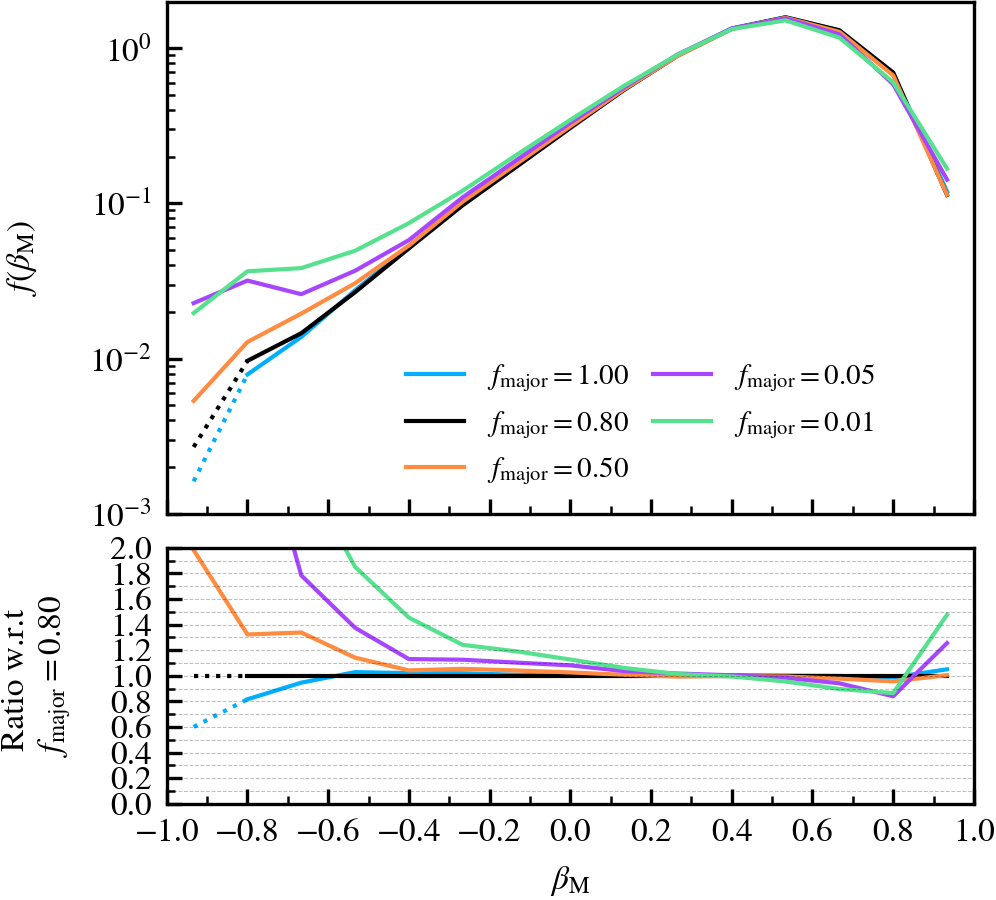 10⁰
10⁻¹
10⁻²
10⁻³
f(β_M)
f_major = 1.00
f_major = 0.80
f_major = 0.50
f_major = 0.05
f_major = 0.01
2.0
1.8
1.6
1.4
1.2
1.0
0.8
0.6
0.4
0.2
0.0
Ratio w.r.t
f_major = 0.80
−1.0 −0.8 −0.6 −0.4 −0.2 0.0 0.2 0.4 0.6 0.8 1.0
β_M